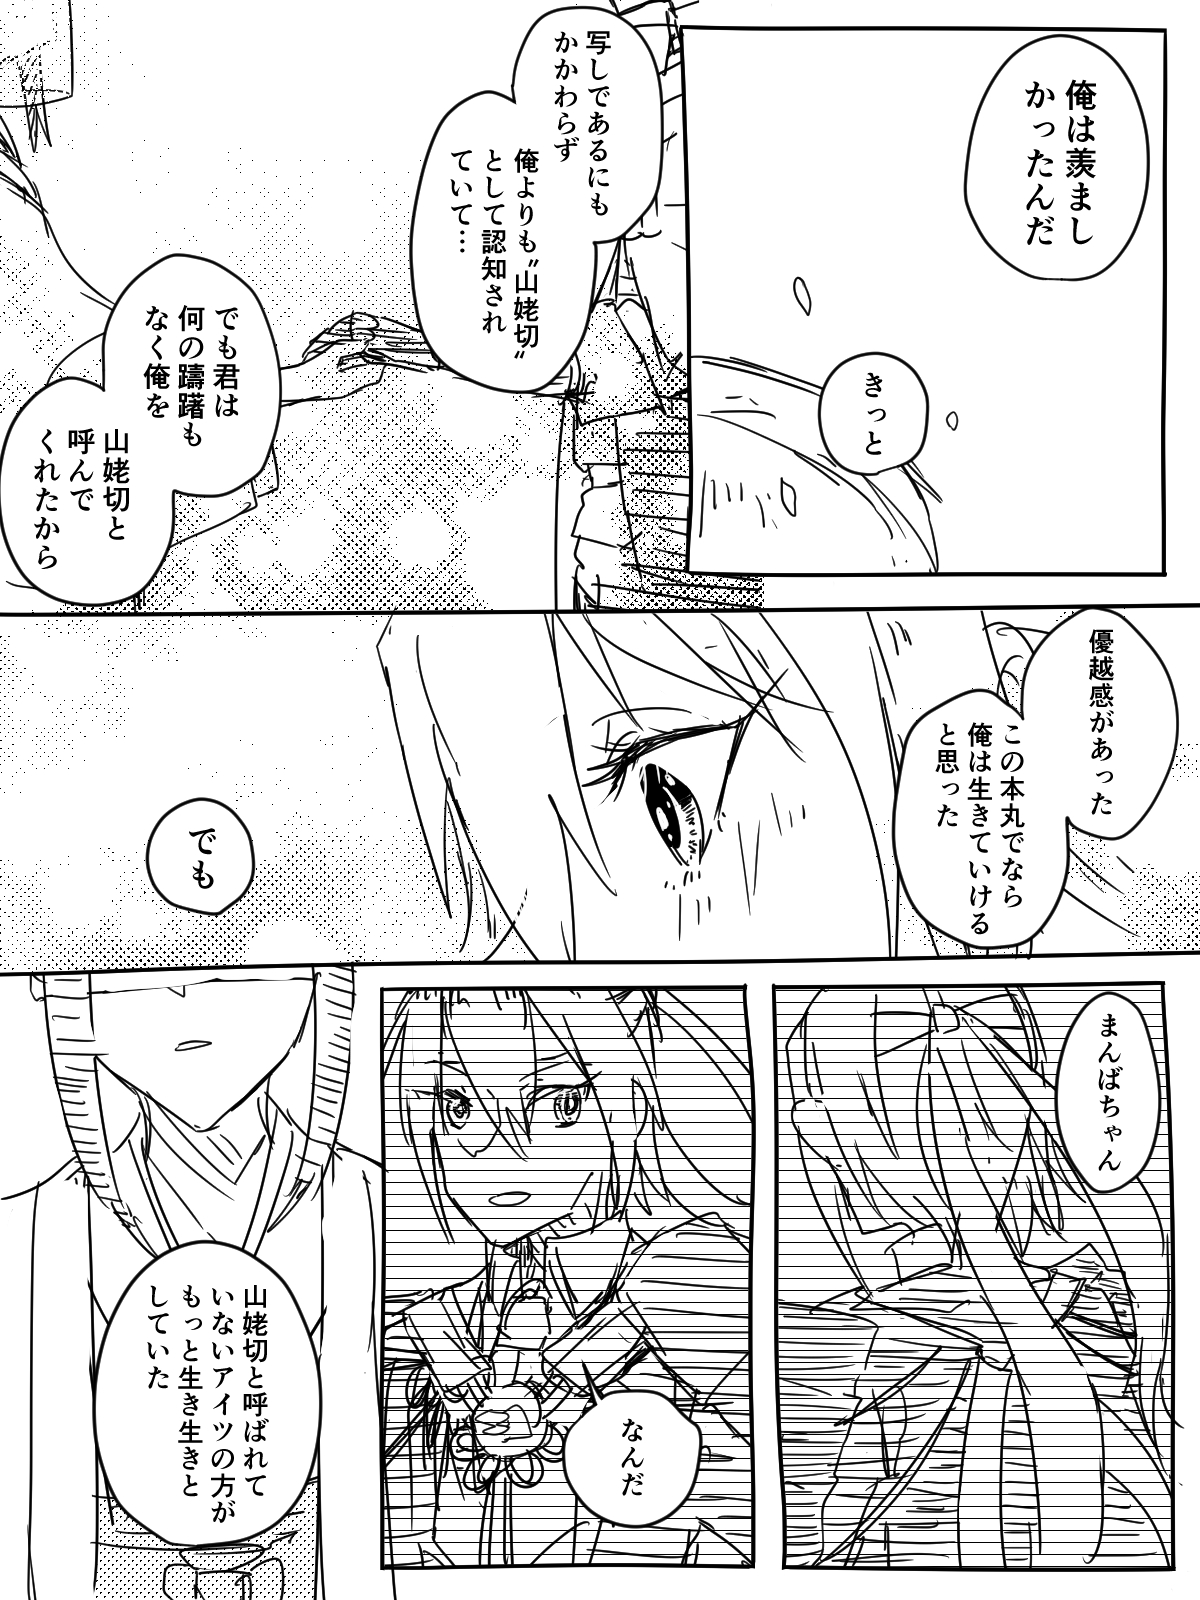 俺は羨まし
かったんだ
きっと
写しであるにも
かかわらず
俺よりも〝山姥切〟
として認知され
ていて…
でも君は
何の躊躇も
なく俺を
山姥切と
呼んで
くれたから
優越感があった
この本丸でなら
俺は生きていける
と思った
でも
まんばちゃん
なんだ
山姥切と呼ばれて
いないアイツの方が
もっと生き生きと
していた